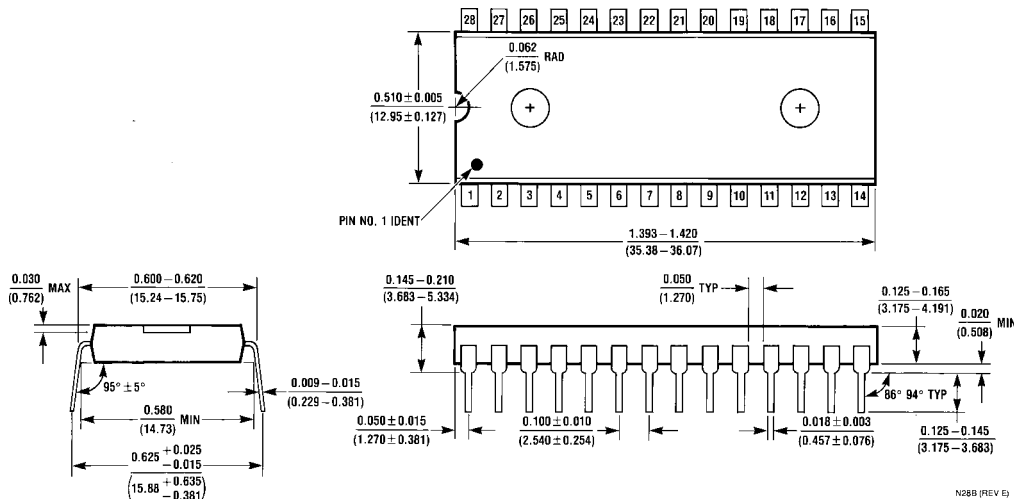 28 27 26 25 24 23 22 21 20 19 18 17 16 15
0.062
(1.575)
RAD
0.510 ± 0.005
(12.95 ± 0.127)
1 2 3 4 5 6 7 8 9 10 11 12 13 14
PIN NO. 1 IDENT
1.393 – 1.420
(35.38 – 36.07)
0.030
(0.762)
MAX
0.600 – 0.620
(15.24 – 15.75)
95° ± 5°
0.009 – 0.015
(0.229 – 0.381)
0.580
(14.73)
MIN
0.625 +0.025
-0.015
(15.88 +0.635
-0.381)
0.145 – 0.210
(3.683 – 5.334)
0.050
(1.270)
TYP
0.125 – 0.165
(3.175 – 4.191)
0.020
(0.508)
MIN
86° 94° TYP
0.050 ± 0.015
(1.270 ± 0.381)
0.100 ± 0.010
(2.540 ± 0.254)
0.018 ± 0.003
(0.457 ± 0.076)
0.125 – 0.145
(3.175 – 3.683)
N28B (REV E)